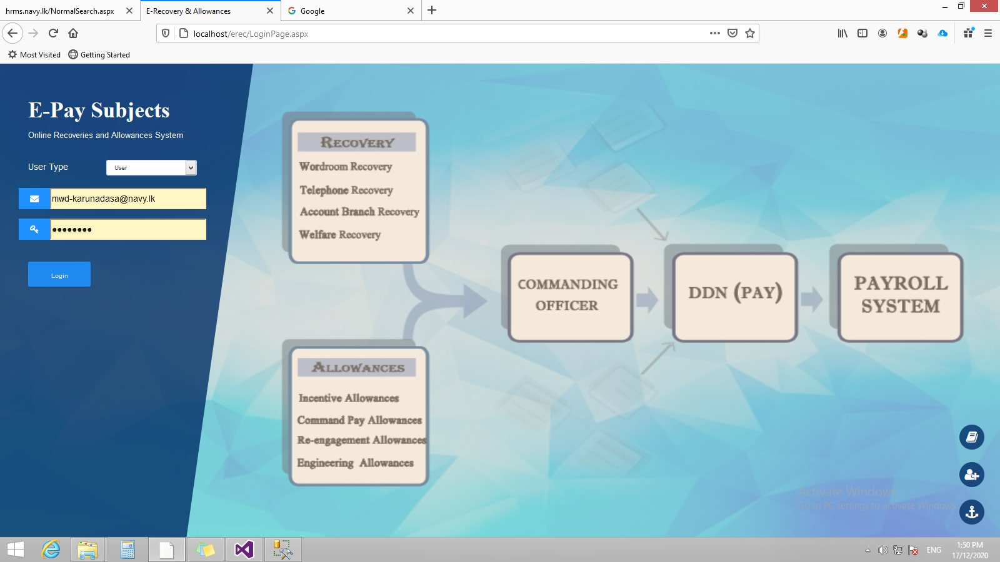 hrms.navy.lk/NormalSearch.aspx
E-Recovery & Allowances
Google
localhost/erec/LoginPage.aspx
Most Visited
Getting Started
E-Pay Subjects
Online Recoveries and Allowances System
User Type
User
mwd-karunadasa@navy.lk
Login
RECOVERY
Wordroom Recovery
Telephone Recovery
Account Branch Recovery
Welfare Recovery
ALLOWANCES
Incentive Allowances
Command Pay Allowances
Re-engagement Allowances
Engineering Allowances
COMMANDING
OFFICER
DDN (PAY)
PAYROLL
SYSTEM
Activate Windows
Go to PC settings to activate Windows.
ENG
1:50 PM
17/12/2020